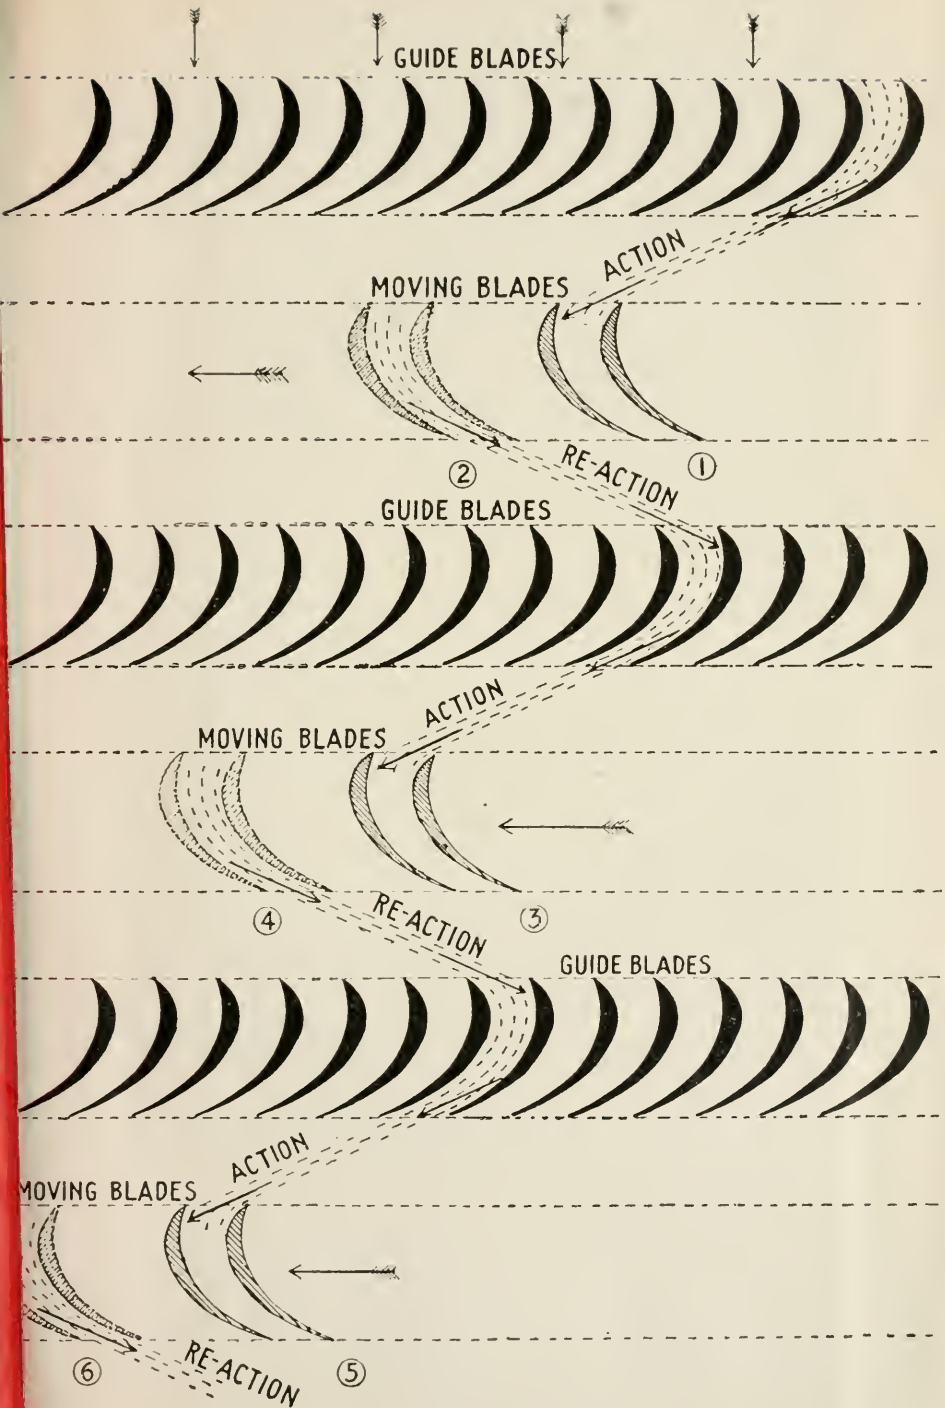 GUIDE BLADES
ACTION
MOVING BLADES
RE-ACTION
②
①
GUIDE BLADES
ACTION
MOVING BLADES
RE-ACTION
④
③
GUIDE BLADES
ACTION
MOVING BLADES
RE-ACTION
⑥
⑤